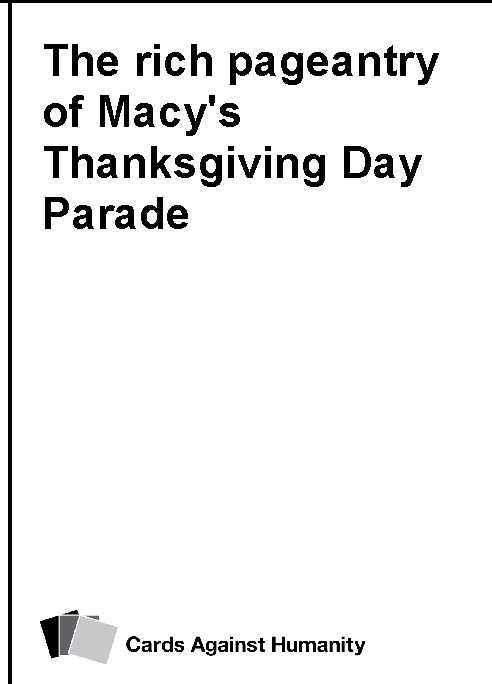 The rich pageantry
of Macy's
Thanksgiving Day
Parade
Cards Against Humanity